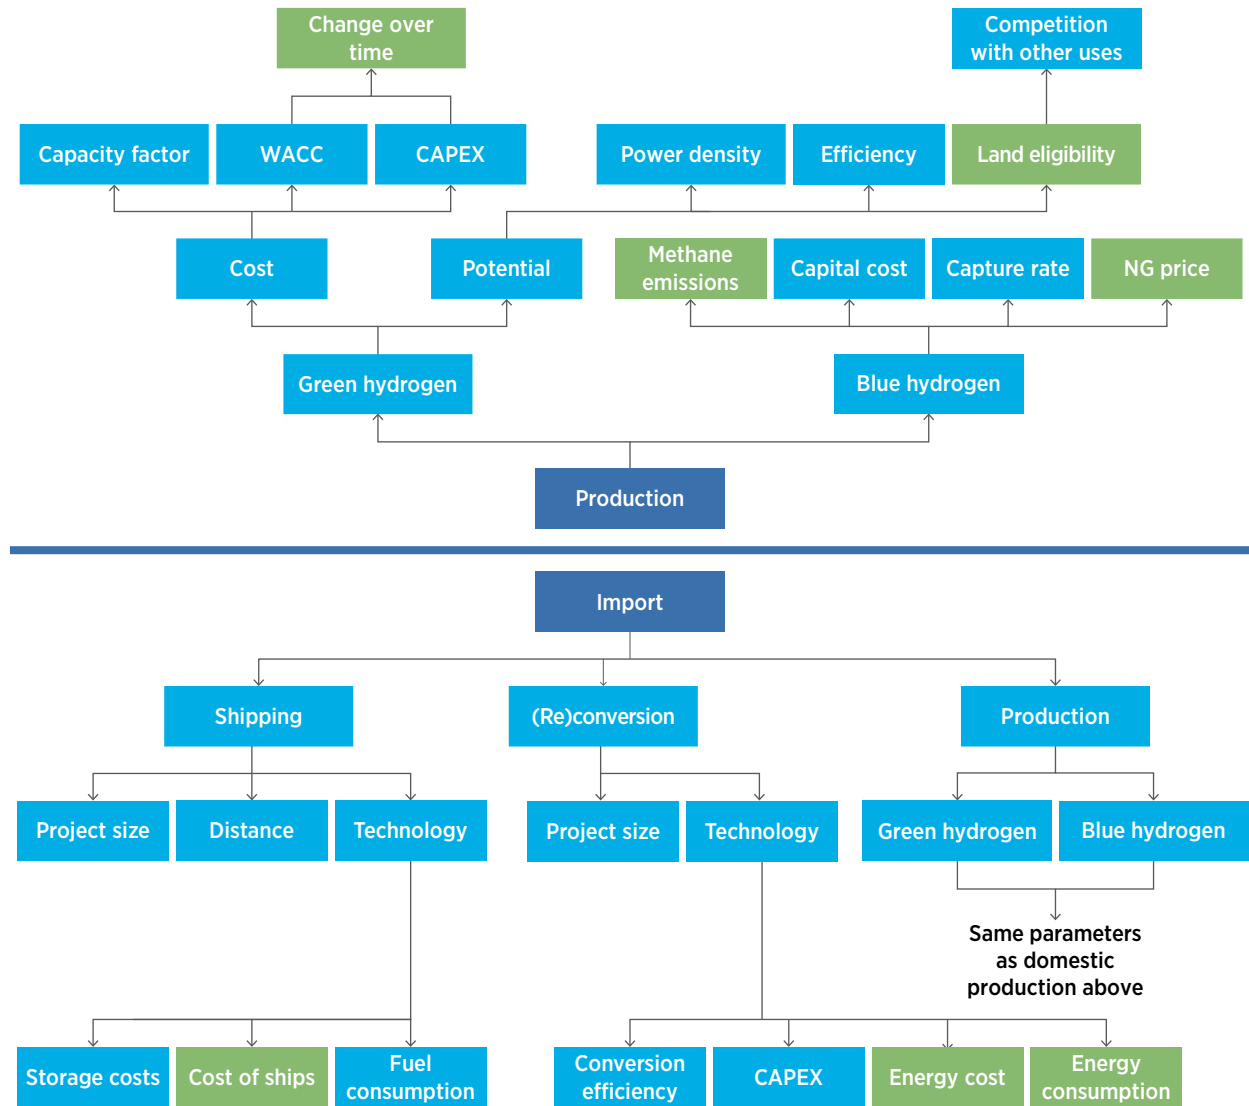 Change over
time
Competition
with other uses
Capacity factor
WACC
CAPEX
Power density
Efficiency
Land eligibility
Cost
Potential
Methane
emissions
Capital cost
Capture rate
NG price
Green hydrogen
Blue hydrogen
Production
Import
Shipping
(Re)conversion
Production
Project size
Distance
Technology
Project size
Technology
Green hydrogen
Blue hydrogen
Same parameters
as domestic
production above
Storage costs
Cost of ships
Fuel
consumption
Conversion
efficiency
CAPEX
Energy cost
Energy
consumption